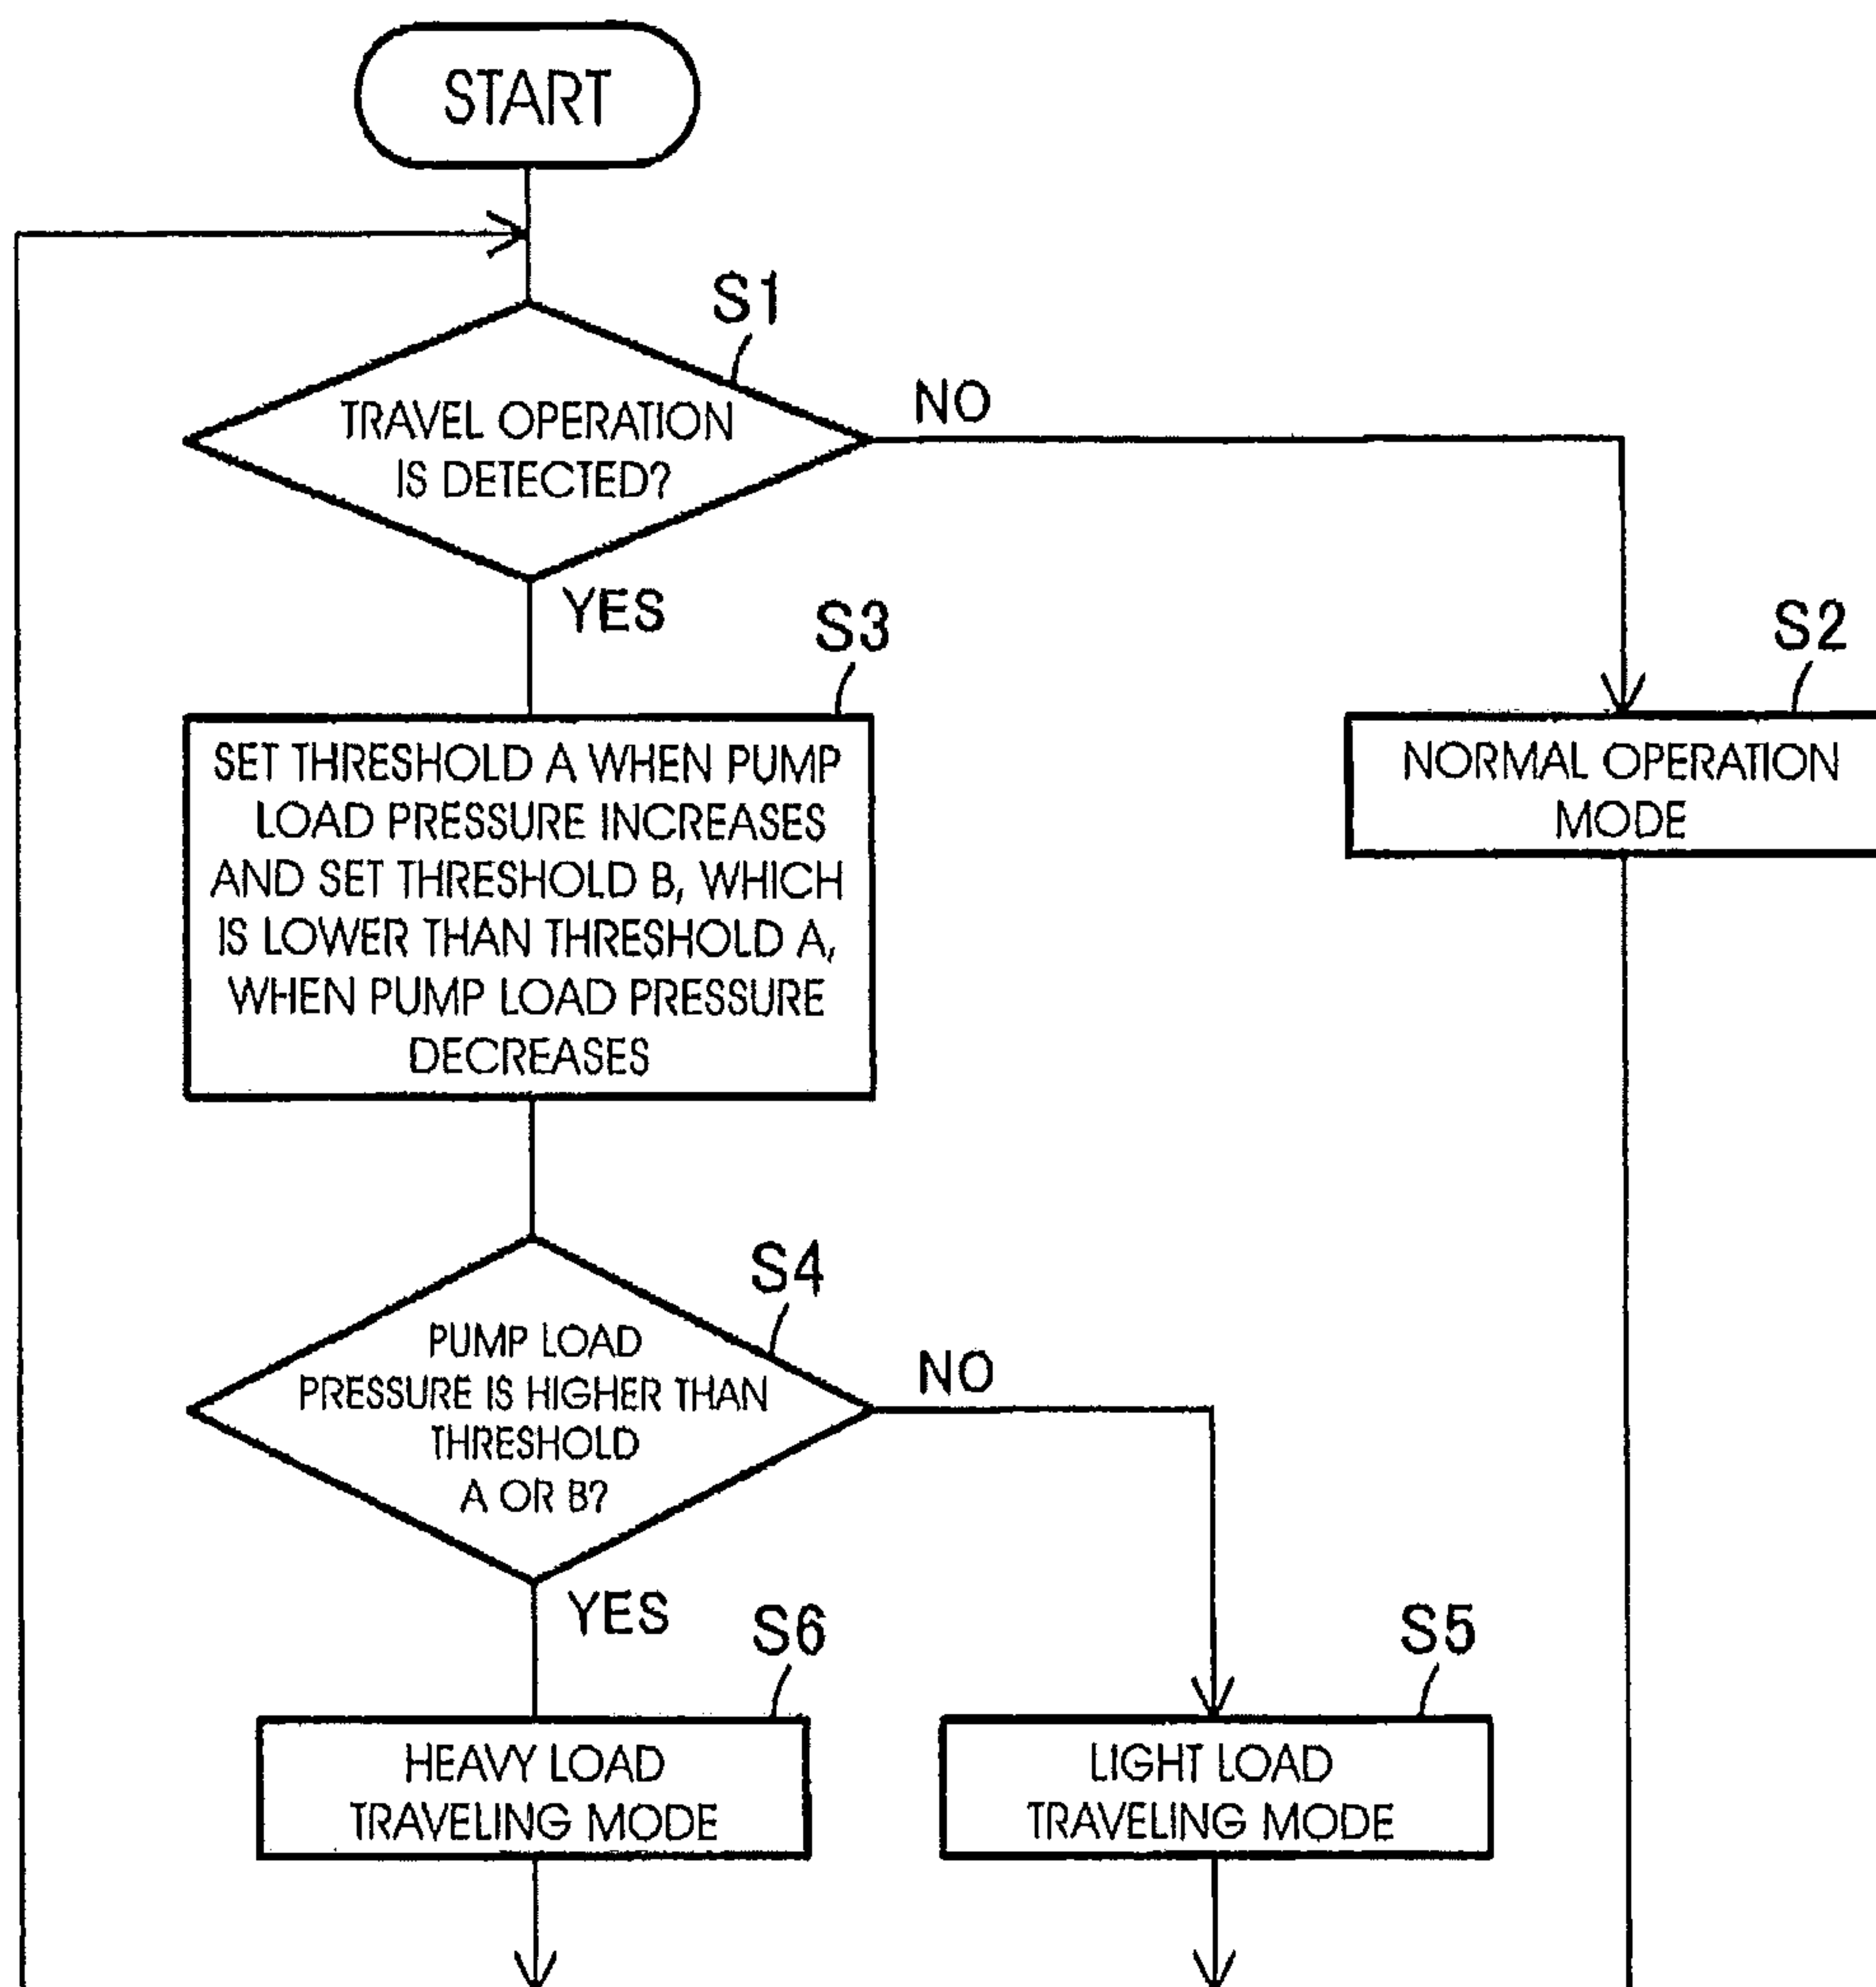 START
S1
TRAVEL OPERATION
IS DETECTED?
NO
YES
S3
SET THRESHOLD A WHEN PUMP
LOAD PRESSURE INCREASES
AND SET THRESHOLD B, WHICH
IS LOWER THAN THRESHOLD A,
WHEN PUMP LOAD PRESSURE
DECREASES
S2
NORMAL OPERATION
MODE
S4
PUMP LOAD
PRESSURE IS HIGHER THAN
THRESHOLD
A OR B?
NO
YES
S6
HEAVY LOAD
TRAVELING MODE
S5
LIGHT LOAD
TRAVELING MODE